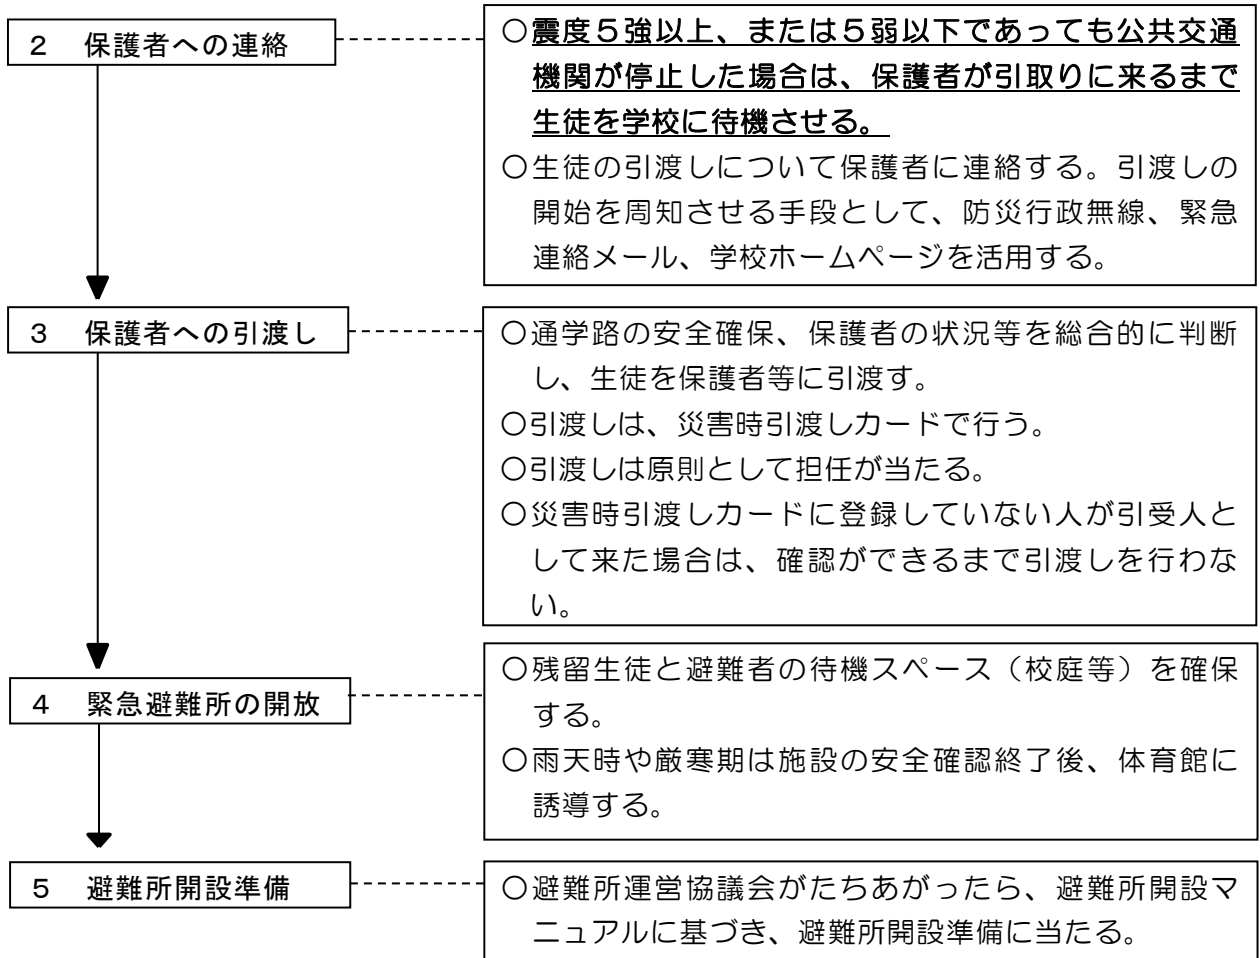 2 保護者への連絡
○震度5強以上、または5弱以下であっても公共交通
機関が停止した場合は、保護者が引取りに来るまで
生徒を学校に待機させる。
○生徒の引渡しについて保護者に連絡する。引渡しの
開始を周知させる手段として、防災行政無線、緊急
連絡メール、学校ホームページを活用する。
3 保護者への引渡し
○通学路の安全確保、保護者の状況等を総合的に判断
し、生徒を保護者等に引渡す。
○引渡しは、災害時引渡しカードで行う。
○引渡しは原則として担任が当たる。
○災害時引渡しカードに登録していない人が引受人と
して来た場合は、確認ができるまで引渡しを行わな
い。
4 緊急避難所の開放
○残留生徒と避難者の待機スペース（校庭等）を確保
する。
○雨天時や厳寒期は施設の安全確認終了後、体育館に
誘導する。
5 避難所開設準備
○避難所運営協議会がたちあがったら、避難所開設マ
ニュアルに基づき、避難所開設準備に当たる。